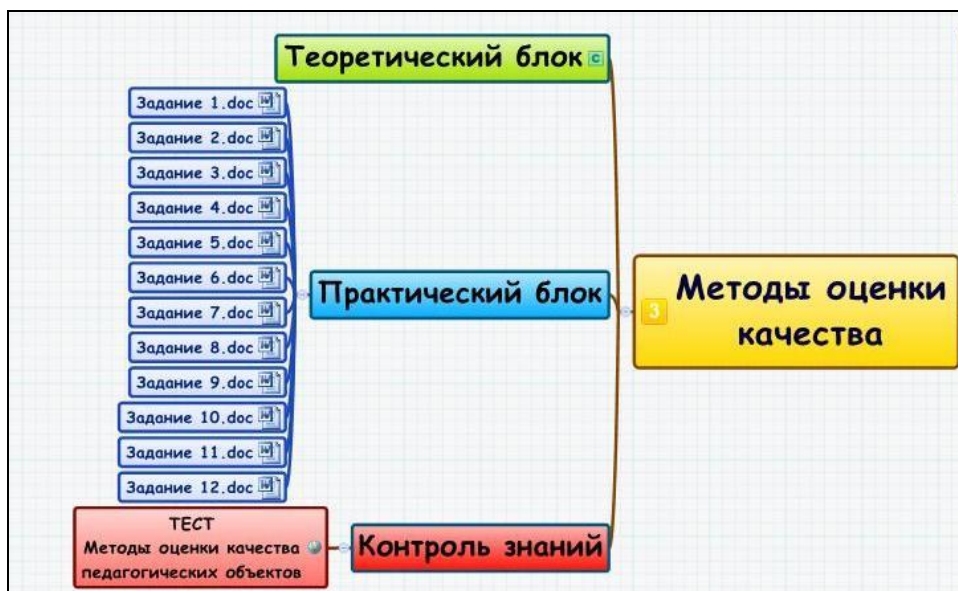 Теоретический блок
Задание 1.doc
Задание 2.doc
Задание 3.doc
Задание 4.doc
Задание 5.doc
Задание 6.doc
Задание 7.doc
Задание 8.doc
Задание 9.doc
Задание 10.doc
Задание 11.doc
Задание 12.doc
Практический блок
3
Методы оценки
качества
ТЕСТ
Методы оценки качества
педагогических объектов
Контроль знаний